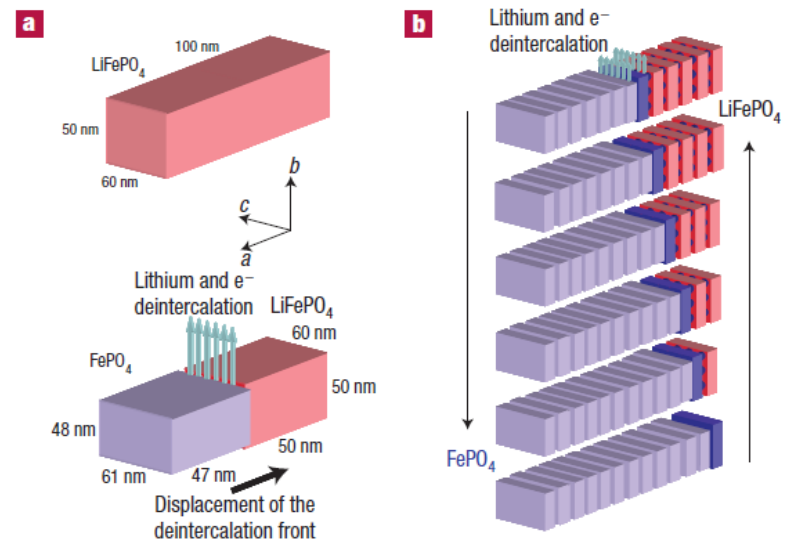 a
100 nm
LiFePO₄
50 nm
60 nm
b
c
a
Lithium and e⁻
deintercalation
LiFePO₄
60 nm
FePO₄
50 nm
48 nm
50 nm
61 nm
47 nm
Displacement of the
deintercalation front
b
Lithium and e⁻
deintercalation
LiFePO₄
FePO₄